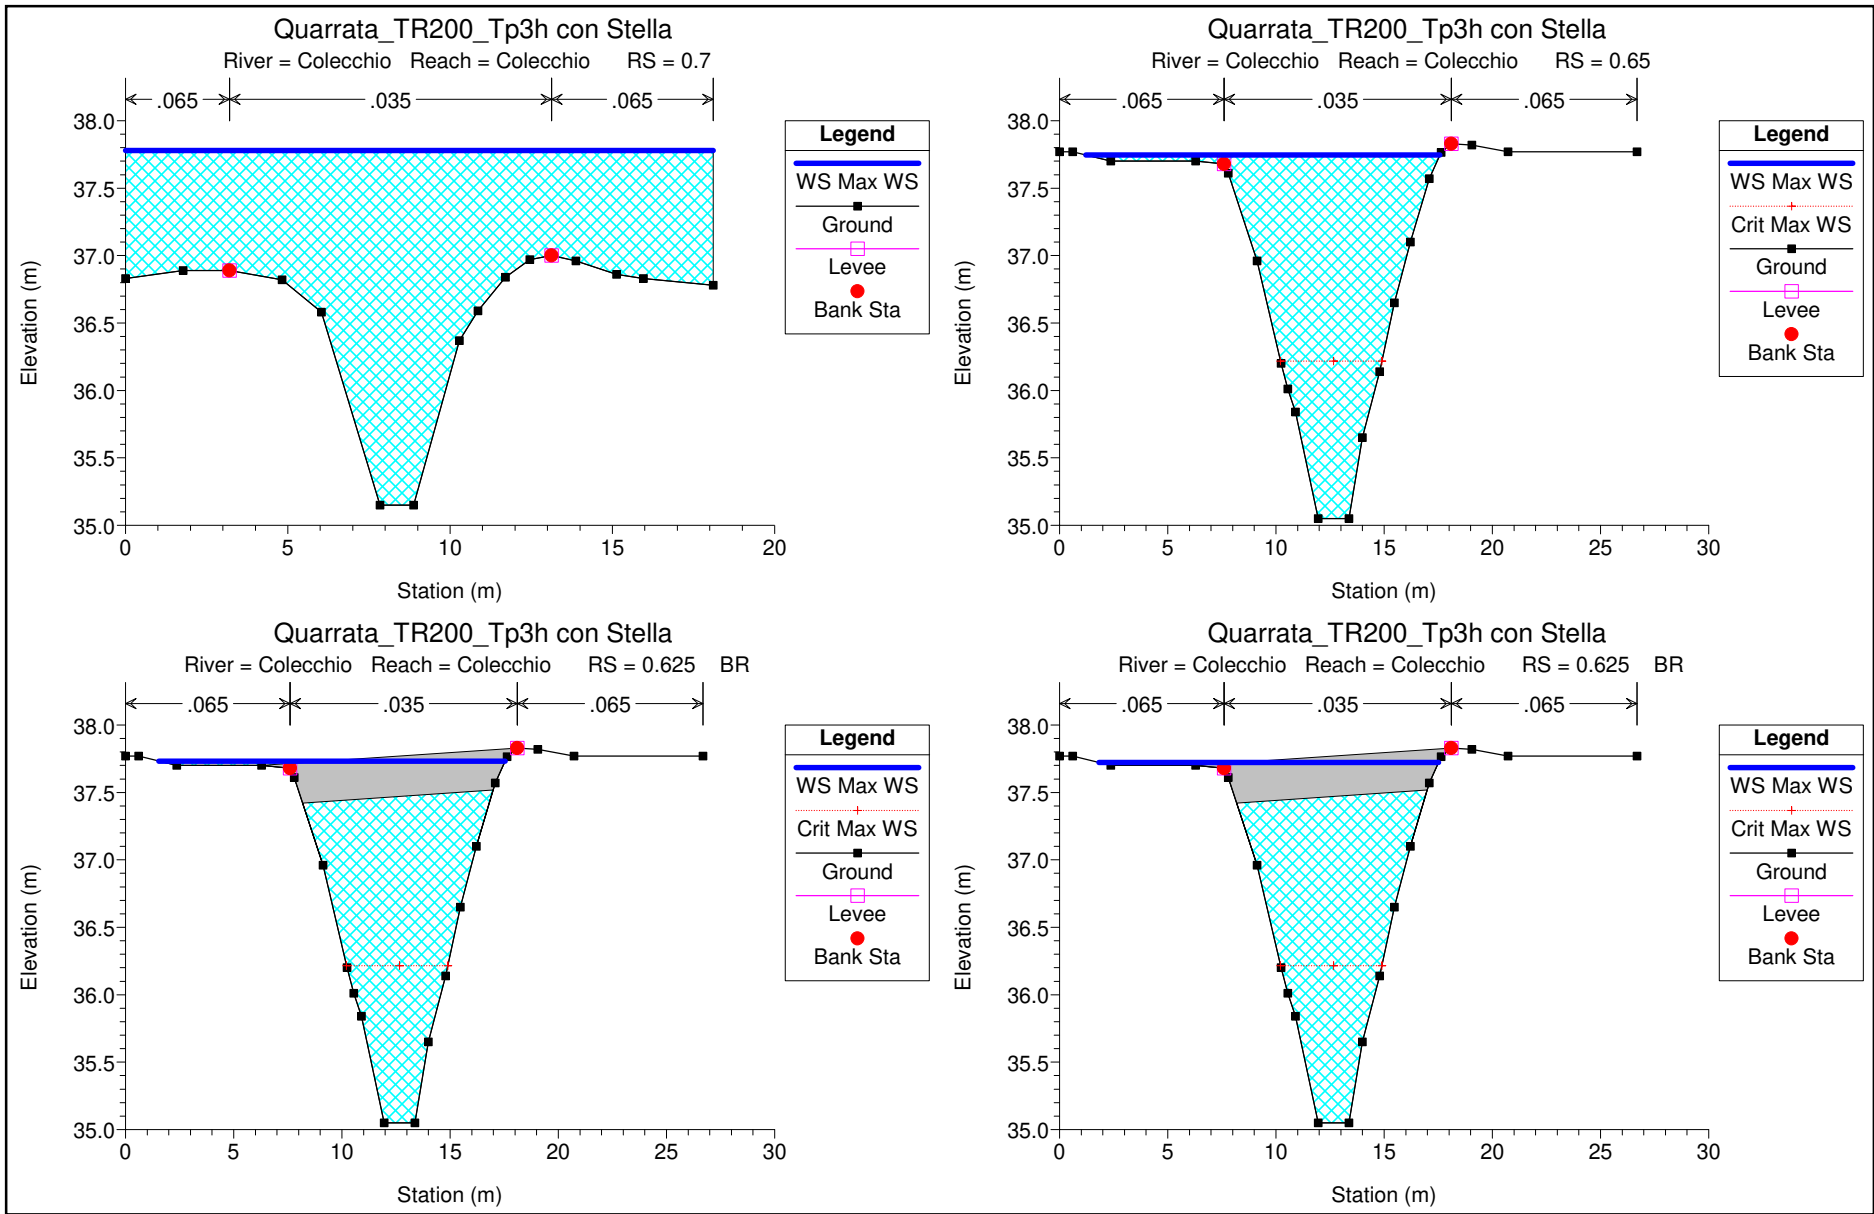 Quarrata_TR200_Tp3h con Stella
River = Colecchio Reach = Colecchio RS = 0.7
.065
.035
.065
38.0
37.5
37.0
36.5
36.0
35.5
35.0
Elevation (m)
0
5
10
15
20
Station (m)
Legend
WS Max WS
Ground
Levee
Bank Sta
Quarrata_TR200_Tp3h con Stella
River = Colecchio Reach = Colecchio RS = 0.65
.065
.035
.065
38.0
37.5
37.0
36.5
36.0
35.5
35.0
Elevation (m)
0
5
10
15
20
25
30
Station (m)
Legend
WS Max WS
Crit Max WS
Ground
Levee
Bank Sta
Quarrata_TR200_Tp3h con Stella
River = Colecchio Reach = Colecchio RS = 0.625 BR
.065
.035
.065
38.0
37.5
37.0
36.5
36.0
35.5
35.0
Elevation (m)
0
5
10
15
20
25
30
Station (m)
Legend
WS Max WS
Crit Max WS
Ground
Levee
Bank Sta
Quarrata_TR200_Tp3h con Stella
River = Colecchio Reach = Colecchio RS = 0.625 BR
.065
.035
.065
38.0
37.5
37.0
36.5
36.0
35.5
35.0
Elevation (m)
0
5
10
15
20
25
30
Station (m)
Legend
WS Max WS
Crit Max WS
Ground
Levee
Bank Sta